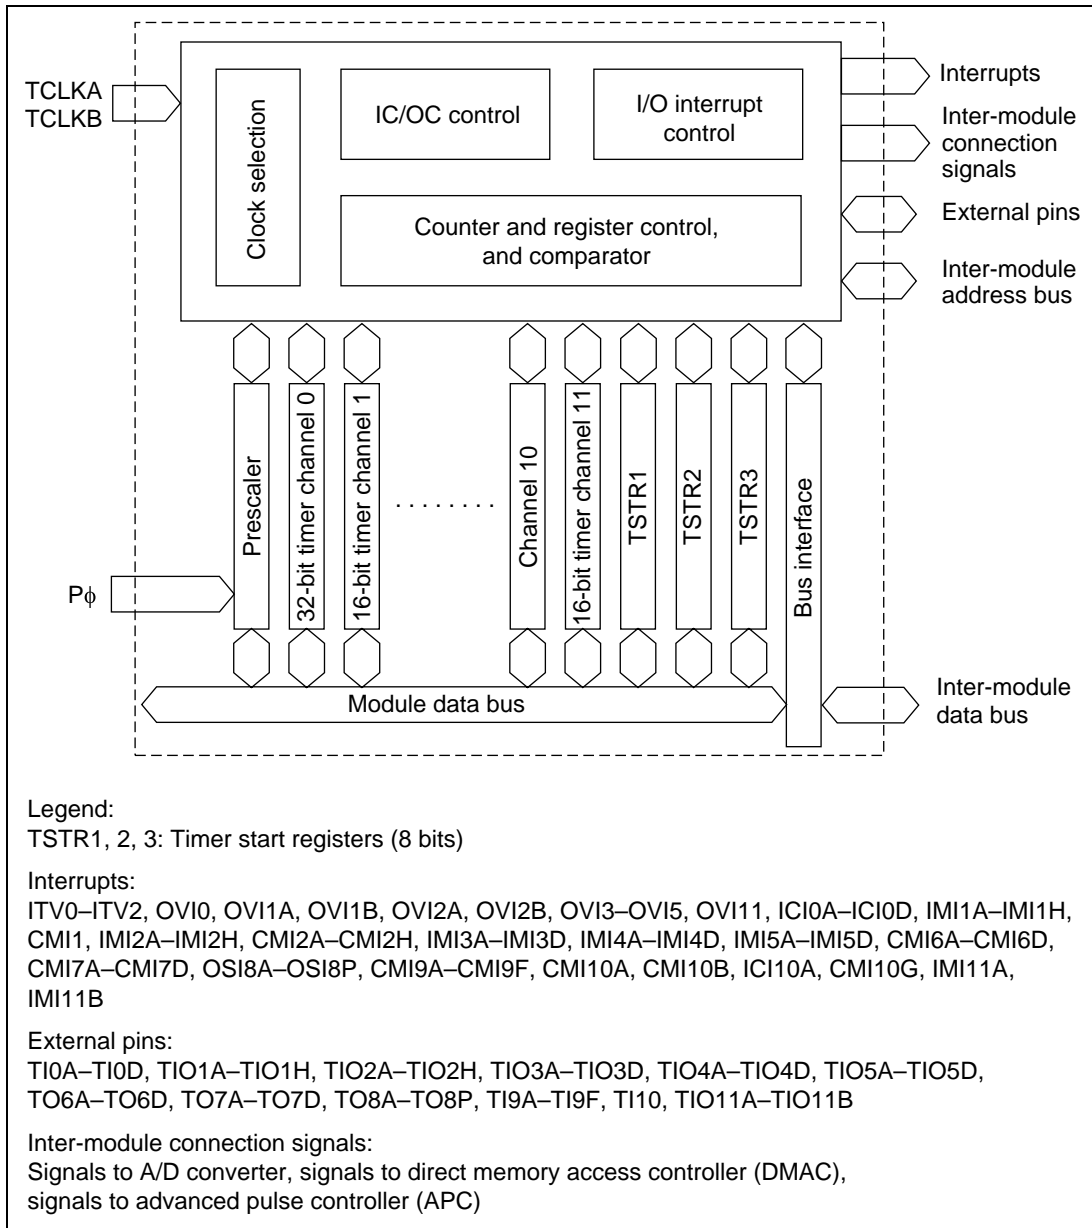 TCLKA
TCLKB
Clock selection
IC/OC control
I/O interrupt
control
Counter and register control,
and comparator
Interrupts
Inter-module
connection
signals
External pins
Inter-module
address bus
Prescaler
32-bit timer channel 0
16-bit timer channel 1
. . . . . . . .
Channel 10
16-bit timer channel 11
TSTR1
TSTR2
TSTR3
Bus interface
Pϕ
Module data bus
Inter-module
data bus
Legend:
TSTR1, 2, 3: Timer start registers (8 bits)
Interrupts:
ITV0–ITV2, OVI0, OVI1A, OVI1B, OVI2A, OVI2B, OVI3–OVI5, OVI11, ICI0A–ICI0D, IMI1A–IMI1H,
CMI1, IMI2A–IMI2H, CMI2A–CMI2H, IMI3A–IMI3D, IMI4A–IMI4D, IMI5A–IMI5D, CMI6A–CMI6D,
CMI7A–CMI7D, OSI8A–OSI8P, CMI9A–CMI9F, CMI10A, CMI10B, ICI10A, CMI10G, IMI11A,
IMI11B
External pins:
TI0A–TI0D, TIO1A–TIO1H, TIO2A–TIO2H, TIO3A–TIO3D, TIO4A–TIO4D, TIO5A–TIO5D,
TO6A–TO6D, TO7A–TO7D, TO8A–TO8P, TI9A–TI9F, TI10, TIO11A–TIO11B
Inter-module connection signals:
Signals to A/D converter, signals to direct memory access controller (DMAC),
signals to advanced pulse controller (APC)